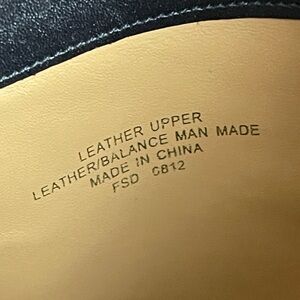 LEATHER UPPER
LEATHER/BALANCE MAN MADE
MADE IN CHINA
FSD 0812